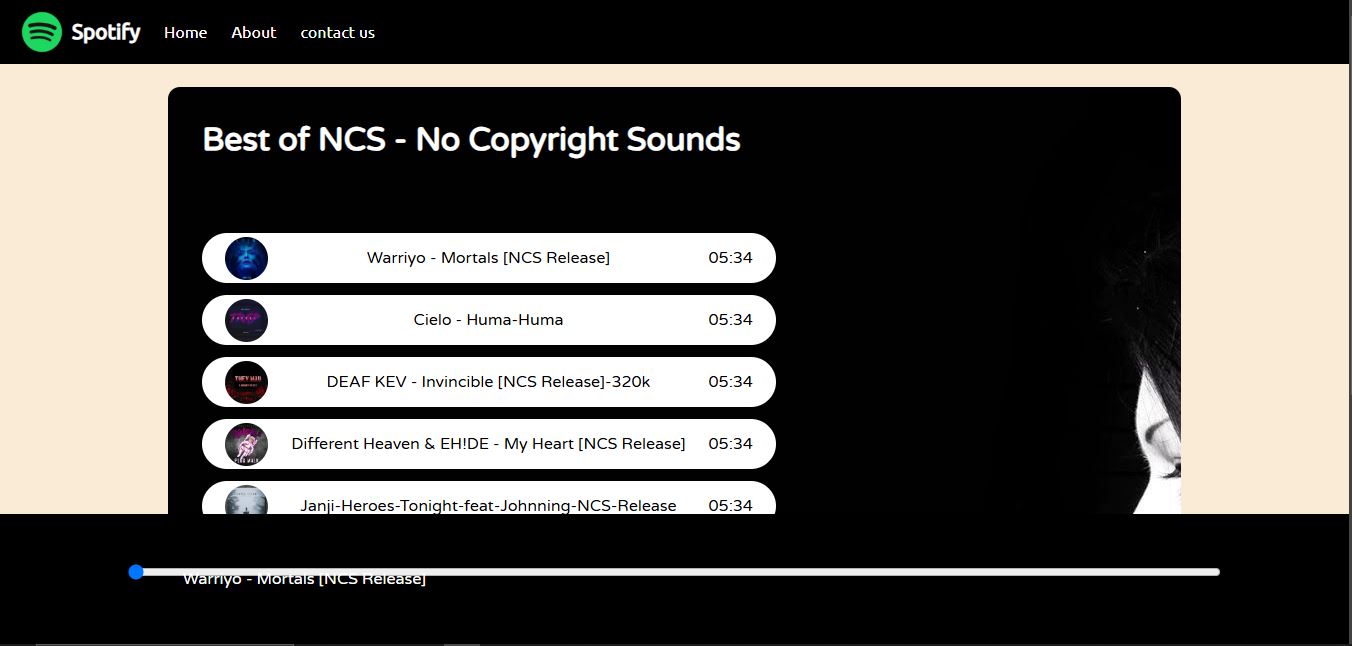 Spotify Home About contact us
Best of NCS - No Copyright Sounds
Warriyo - Mortals [NCS Release] 05:34
Cielo - Huma-Huma 05:34
DEAF KEV - Invincible [NCS Release]-320k 05:34
Different Heaven & EH!DE - My Heart [NCS Release] 05:34
Janji-Heroes-Tonight-feat-Johnning-NCS-Release 05:34
Warriyo - Mortals [NCS Release]